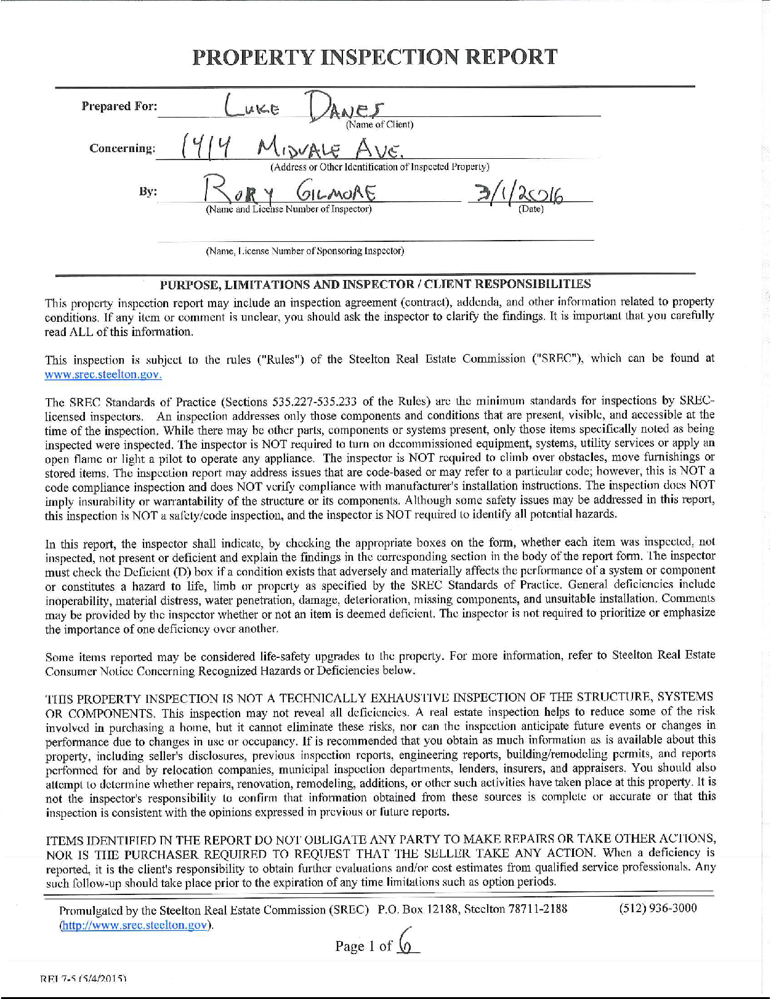 PROPERTY INSPECTION REPORT
Prepared For: LUKE DANES
(Name of Client)
Concerning: 1414 MIDVALE AVE.
(Address or Other Identification of Inspected Property)
By: RORY GILMORE 3/1/2016
(Name and License Number of Inspector) (Date)
(Name, License Number of Sponsoring Inspector)
PURPOSE, LIMITATIONS AND INSPECTOR / CLIENT RESPONSIBILITIES
This property inspection report may include an inspection agreement (contract), addenda, and other information related to property
conditions. If any item or comment is unclear, you should ask the inspector to clarify the findings. It is important that you carefully
read ALL of this information.
This inspection is subject to the rules ("Rules") of the Steelton Real Estate Commission ("SREC"), which can be found at
www.srec.steelton.gov.
The SREC Standards of Practice (Sections 535.227-535.233 of the Rules) are the minimum standards for inspections by SREC-
licensed inspectors. An inspection addresses only those components and conditions that are present, visible, and accessible at the
time of the inspection. While there may be other parts, components or systems present, only those items specifically noted as being
inspected were inspected. The inspector is NOT required to turn on decommissioned equipment, systems, utility services or apply an
open flame or light a pilot to operate any appliance. The inspector is NOT required to climb over obstacles, move furnishings or
stored items. The inspection report may address issues that are code-based or may refer to a particular code; however, this is NOT a
code compliance inspection and does NOT verify compliance with manufacturer's installation instructions. The inspection does NOT
imply insurability or warrantability of the structure or its components. Although some safety issues may be addressed in this report,
this inspection is NOT a safety/code inspection, and the inspector is NOT required to identify all potential hazards.
In this report, the inspector shall indicate, by checking the appropriate boxes on the form, whether each item was inspected, not
inspected, not present or deficient and explain the findings in the corresponding section in the body of the report form. The inspector
must check the Deficient (D) box if a condition exists that adversely and materially affects the performance of a system or component
or constitutes a hazard to life, limb or property as specified by the SREC Standards of Practice. General deficiencies include
inoperability, material distress, water penetration, damage, deterioration, missing components, and unsuitable installation. Comments
may be provided by the inspector whether or not an item is deemed deficient. The inspector is not required to prioritize or emphasize
the importance of one deficiency over another.
Some items reported may be considered life-safety upgrades to the property. For more information, refer to Steelton Real Estate
Consumer Notice Concerning Recognized Hazards or Deficiencies below.
THIS PROPERTY INSPECTION IS NOT A TECHNICALLY EXHAUSTIVE INSPECTION OF THE STRUCTURE, SYSTEMS
OR COMPONENTS. This inspection may not reveal all deficiencies. A real estate inspection helps to reduce some of the risk
involved in purchasing a home, but it cannot eliminate these risks, nor can the inspection anticipate future events or changes in
performance due to changes in use or occupancy. If is recommended that you obtain as much information as is available about this
property, including seller's disclosures, previous inspection reports, engineering reports, building/remodeling permits, and reports
performed for and by relocation companies, municipal inspection departments, lenders, insurers, and appraisers. You should also
attempt to determine whether repairs, renovation, remodeling, additions, or other such activities have taken place at this property. It is
not the inspector's responsibility to confirm that information obtained from these sources is complete or accurate or that this
inspection is consistent with the opinions expressed in previous or future reports.
ITEMS IDENTIFIED IN THE REPORT DO NOT OBLIGATE ANY PARTY TO MAKE REPAIRS OR TAKE OTHER ACTIONS,
NOR IS THE PURCHASER REQUIRED TO REQUEST THAT THE SELLER TAKE ANY ACTION. When a deficiency is
reported, it is the client's responsibility to obtain further evaluations and/or cost estimates from qualified service professionals. Any
such follow-up should take place prior to the expiration of any time limitations such as option periods.
Promulgated by the Steelton Real Estate Commission (SREC) P.O. Box 12188, Steelton 78711-2188 (512) 936-3000
(http://www.srec.steelton.gov).
Page 1 of 6
REI 7-5 (5/4/2015)